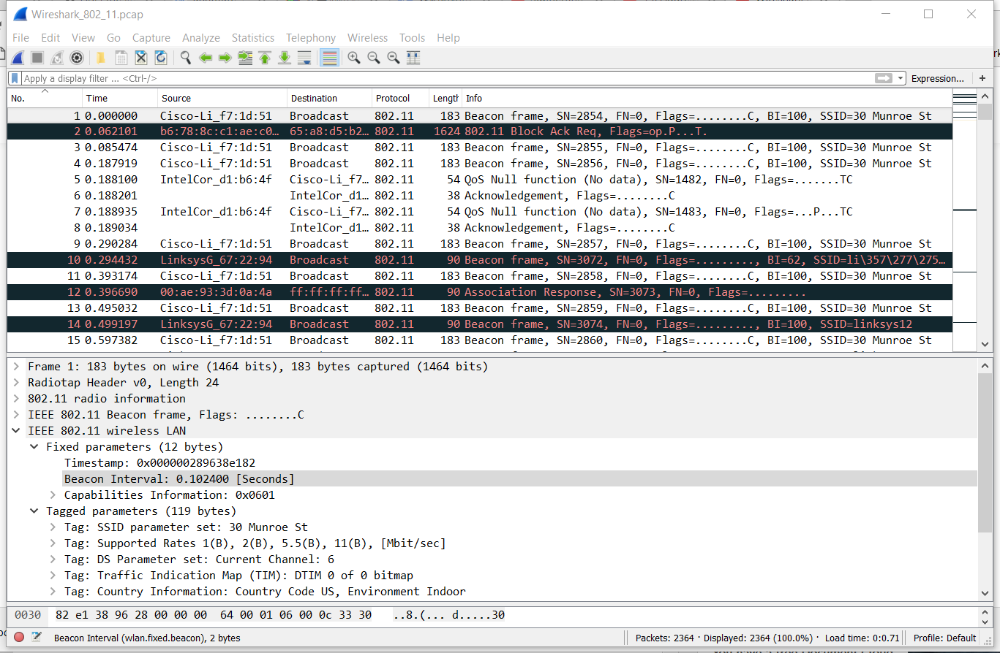 Wireshark_802_11.pcap
File Edit View Go Capture Analyze Statistics Telephony Wireless Tools Help
Apply a display filter ... <Ctrl-/> Expression... +
No. Time Source Destination Protocol Length Info
1 0.000000 Cisco-Li_f7:1d:51 Broadcast 802.11 183 Beacon frame, SN=2854, FN=0, Flags=........C, BI=100, SSID=30 Munroe St
2 0.062101 b6:78:8c:c1:ae:c0… 65:a8:d5:b2… 802.11 1624 802.11 Block Ack Req, Flags=op.P...T.
3 0.085474 Cisco-Li_f7:1d:51 Broadcast 802.11 183 Beacon frame, SN=2855, FN=0, Flags=........C, BI=100, SSID=30 Munroe St
4 0.187919 Cisco-Li_f7:1d:51 Broadcast 802.11 183 Beacon frame, SN=2856, FN=0, Flags=........C, BI=100, SSID=30 Munroe St
5 0.188100 IntelCor_d1:b6:4f Cisco-Li_f7… 802.11 54 QoS Null function (No data), SN=1482, FN=0, Flags=.......TC
6 0.188201 IntelCor_d1… 802.11 38 Acknowledgement, Flags=........C
7 0.188935 IntelCor_d1:b6:4f Cisco-Li_f7… 802.11 54 QoS Null function (No data), SN=1483, FN=0, Flags=...P...TC
8 0.189034 IntelCor_d1… 802.11 38 Acknowledgement, Flags=........C
9 0.290284 Cisco-Li_f7:1d:51 Broadcast 802.11 183 Beacon frame, SN=2857, FN=0, Flags=........C, BI=100, SSID=30 Munroe St
10 0.294432 LinksysG_67:22:94 Broadcast 802.11 90 Beacon frame, SN=3072, FN=0, Flags=........., BI=62, SSID=li\357\277\275…
11 0.393174 Cisco-Li_f7:1d:51 Broadcast 802.11 183 Beacon frame, SN=2858, FN=0, Flags=........C, BI=100, SSID=30 Munroe St
12 0.396690 00:ae:93:3d:0a:4a ff:ff:ff:ff… 802.11 90 Association Response, SN=3073, FN=0, Flags=.........
13 0.495032 Cisco-Li_f7:1d:51 Broadcast 802.11 183 Beacon frame, SN=2859, FN=0, Flags=........C, BI=100, SSID=30 Munroe St
14 0.499197 LinksysG_67:22:94 Broadcast 802.11 90 Beacon frame, SN=3074, FN=0, Flags=........., BI=100, SSID=linksys12
15 0.597382 Cisco-Li_f7:1d:51 Broadcast 802.11 183 Beacon frame, SN=2860, FN=0, Flags=........C, BI=100, SSID=30 Munroe St
Frame 1: 183 bytes on wire (1464 bits), 183 bytes captured (1464 bits)
Radiotap Header v0, Length 24
802.11 radio information
IEEE 802.11 Beacon frame, Flags: ........C
IEEE 802.11 wireless LAN
Fixed parameters (12 bytes)
Timestamp: 0x000000289638e182
Beacon Interval: 0.102400 [Seconds]
Capabilities Information: 0x0601
Tagged parameters (119 bytes)
Tag: SSID parameter set: 30 Munroe St
Tag: Supported Rates 1(B), 2(B), 5.5(B), 11(B), [Mbit/sec]
Tag: DS Parameter set: Current Channel: 6
Tag: Traffic Indication Map (TIM): DTIM 0 of 0 bitmap
Tag: Country Information: Country Code US, Environment Indoor
0030 82 e1 38 96 28 00 00 00 64 00 01 06 00 0c 33 30 ..8.(... d.....30
Beacon Interval (wlan.fixed.beacon), 2 bytes Packets: 2364 · Displayed: 2364 (100.0%) · Load time: 0:0.71 Profile: Default